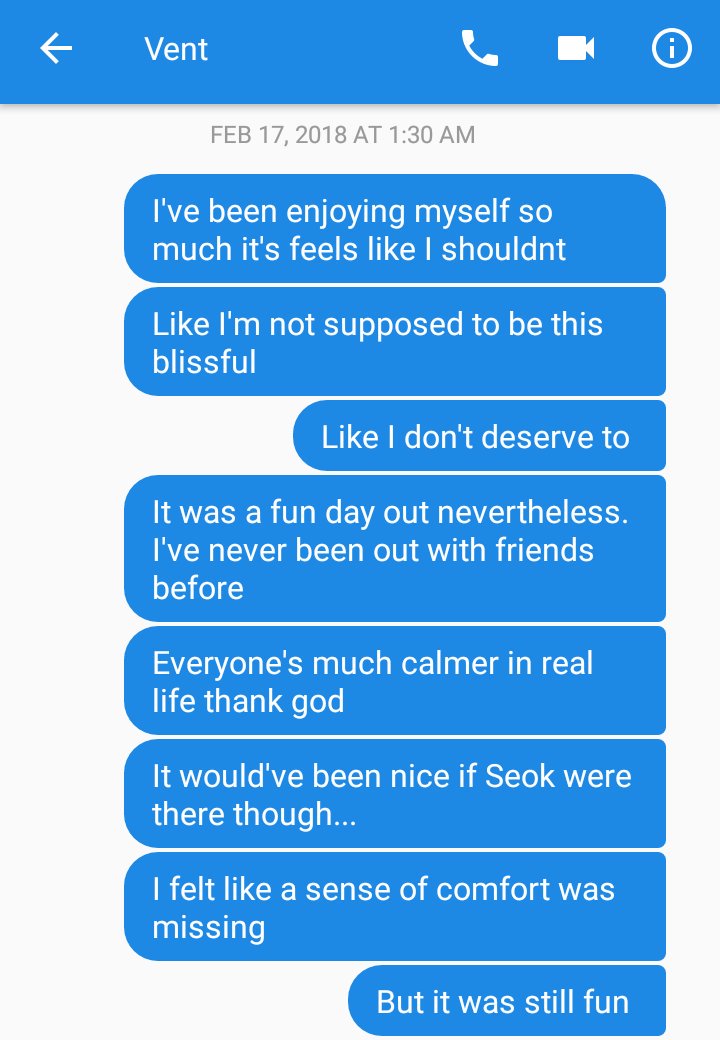 Vent
FEB 17, 2018 AT 1:30 AM
I've been enjoying myself so
much it's feels like I shouldnt
Like I'm not supposed to be this
blissful
Like I don't deserve to
It was a fun day out nevertheless.
I've never been out with friends
before
Everyone's much calmer in real
life thank god
It would've been nice if Seok were
there though...
I felt like a sense of comfort was
missing
But it was still fun